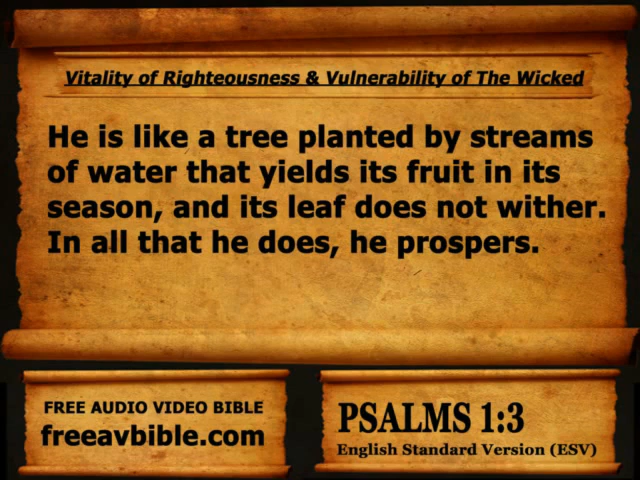 Vitality of Righteousness & Vulnerability of The Wicked
He is like a tree planted by streams
of water that yields its fruit in its
season, and its leaf does not wither.
In all that he does, he prospers.
FREE AUDIO VIDEO BIBLE
freeavbible.com
PSALMS 1:3
English Standard Version (ESV)